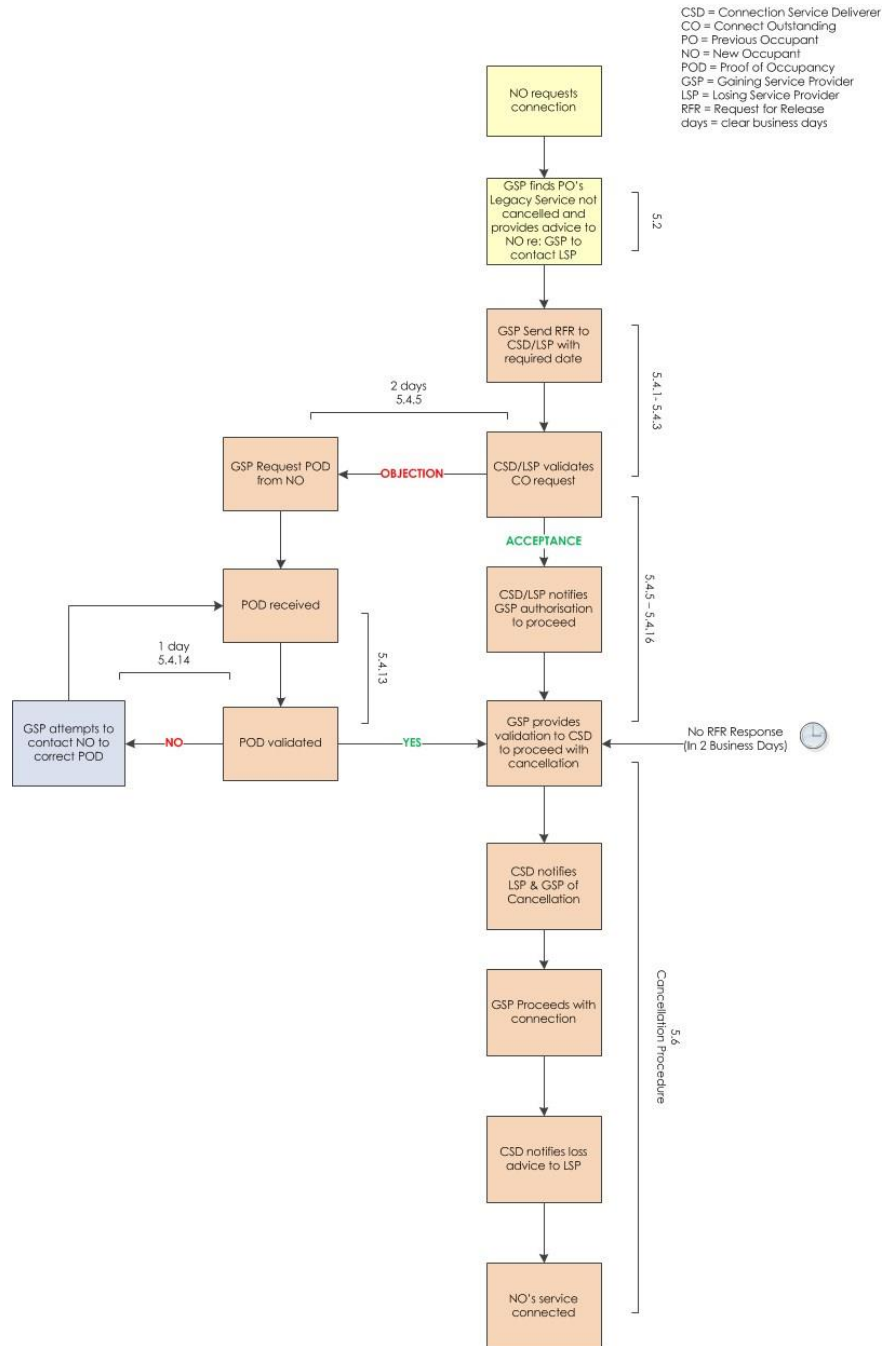 CSD = Connection Service Deliverer
CO = Connect Outstanding
PO = Previous Occupant
NO = New Occupant
POD = Proof of Occupancy
GSP = Gaining Service Provider
LSP = Losing Service Provider
RFR = Request for Release
days = clear business days
NO requests
connection
GSP finds PO's
Legacy Service not
cancelled and
provides advice to
NO re: GSP to
contact LSP
5.2
GSP Send RFR to
CSD/LSP with
required date
5.4.1- 5.4.3
2 days
5.4.5
GSP Request POD
from NO
OBJECTION
CSD/LSP validates
CO request
ACCEPTANCE
CSD/LSP notifies
GSP authorisation
to proceed
5.4.5 – 5.4.16
POD received
5.4.13
1 day
5.4.14
GSP attempts to
contact NO to
correct POD
NO
POD validated
YES
GSP provides
validation to CSD
to proceed with
cancellation
No RFR Response
(In 2 Business Days)
CSD notifies
LSP & GSP of
Cancellation
GSP Proceeds with
connection
5.6
Cancellation Procedure
CSD notifies loss
advice to LSP
NO's service
connected